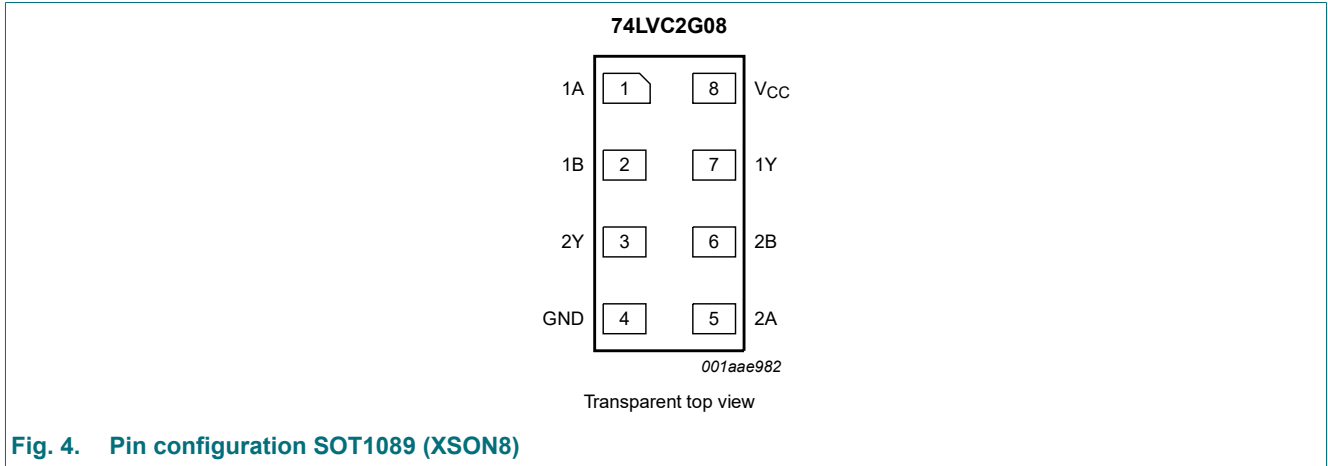 74LVC2G08
1A 1 8 VCC
1B 2 7 1Y
2Y 3 6 2B
GND 4 5 2A
001aae982
Transparent top view
Fig. 4. Pin configuration SOT1089 (XSON8)